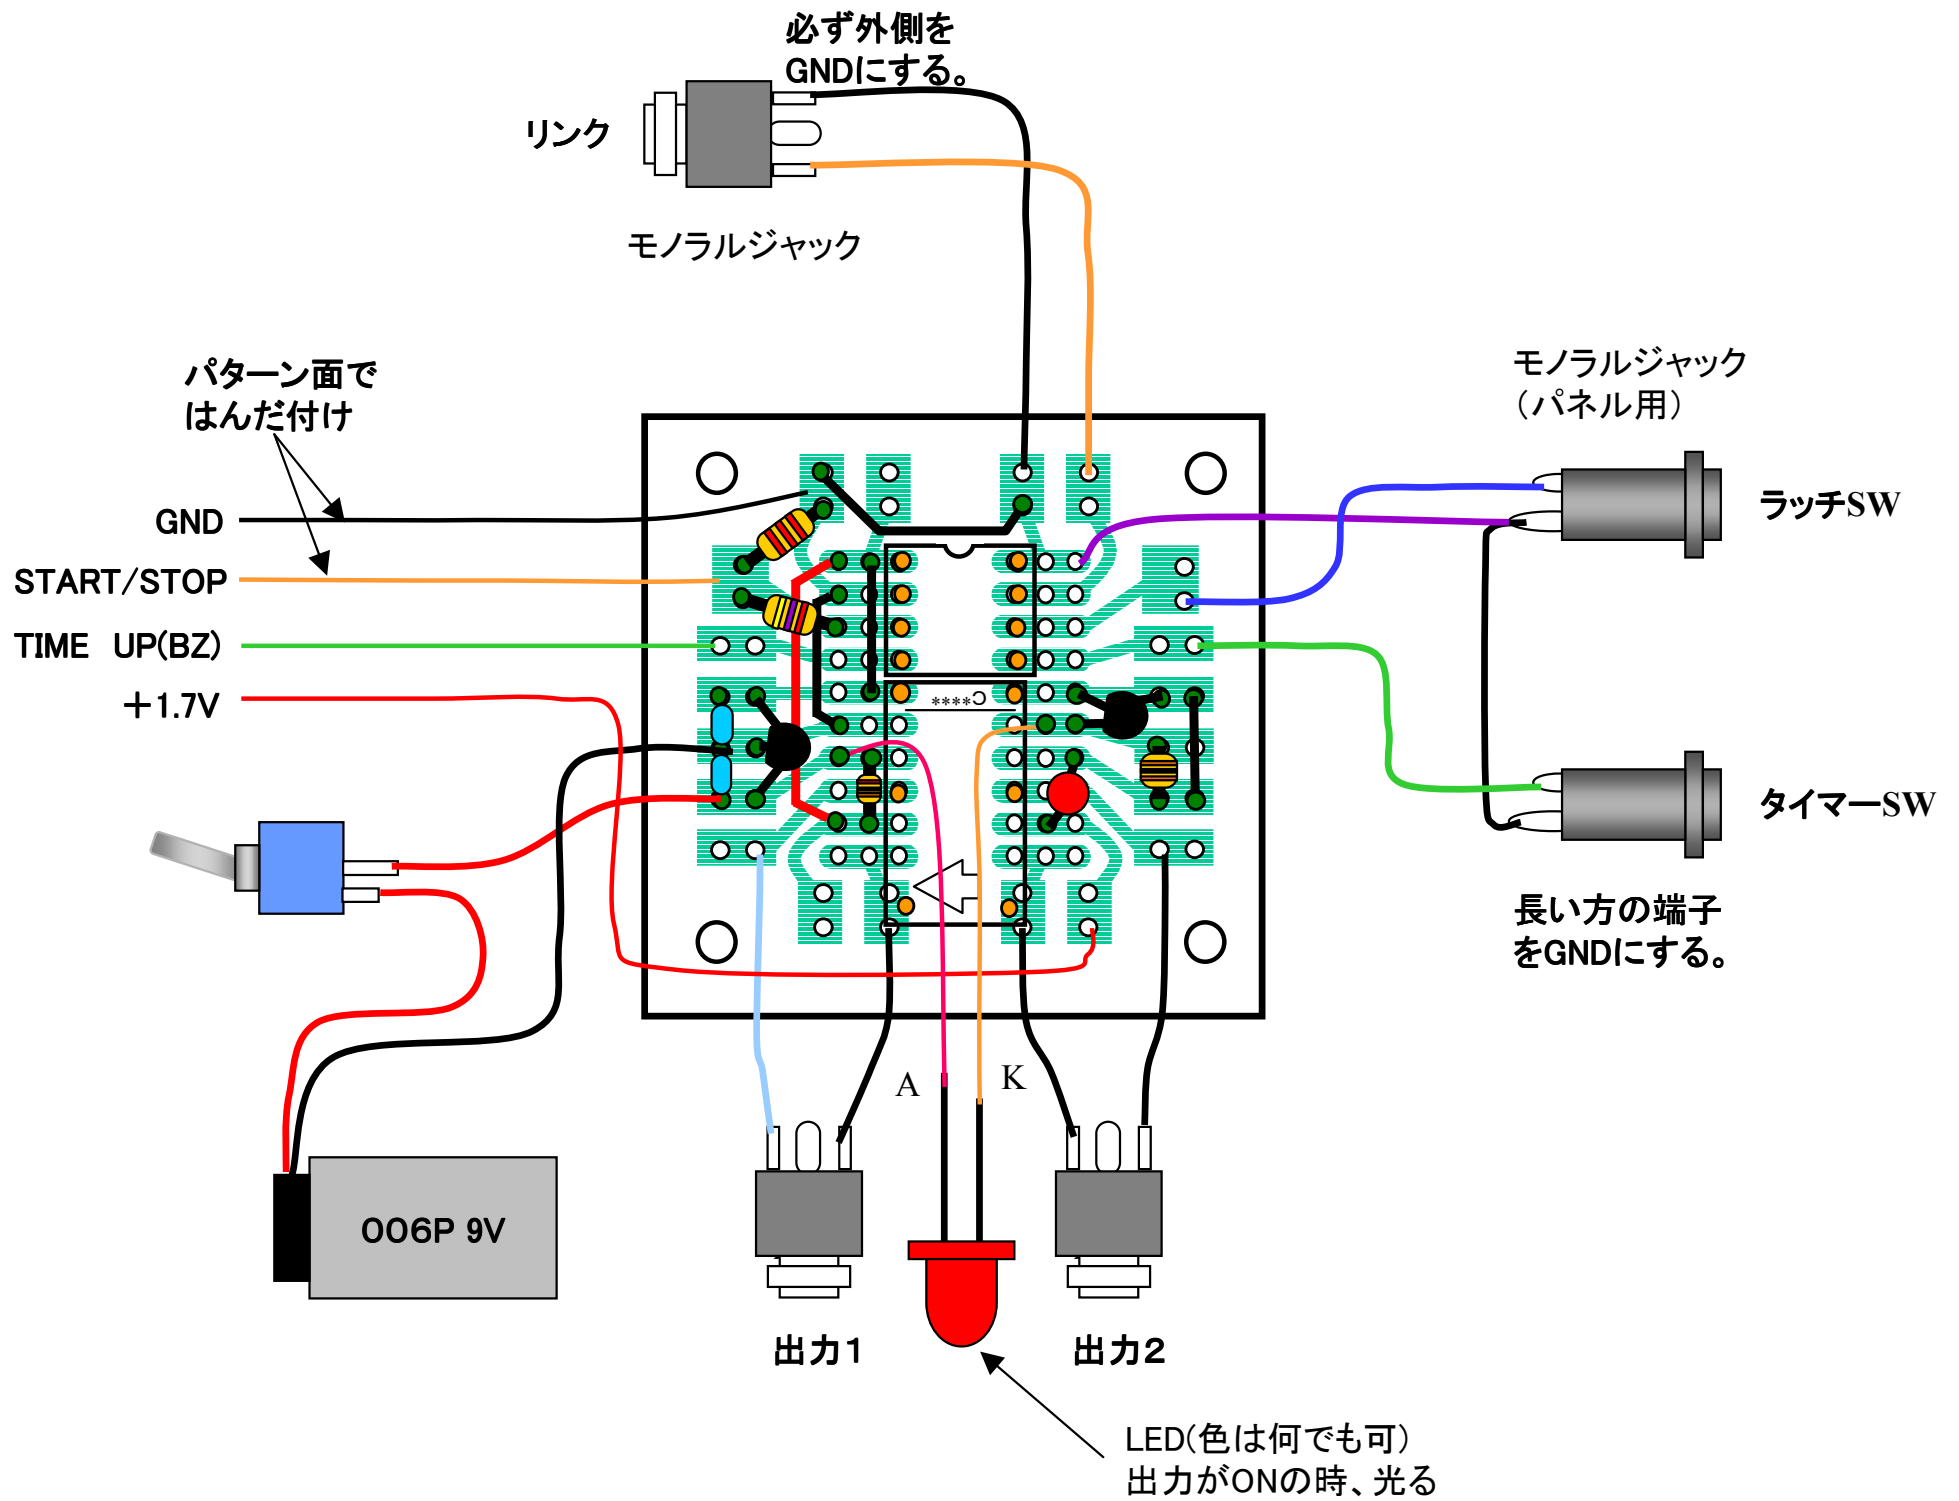 必ず外側を
GNDにする。
リンク
モノラルジャック
パターン面で
はんだ付け
モノラルジャック
（パネル用）
GND
ラッチSW
START/STOP
TIME UP(BZ)
＋1.7V
****C
タイマーSW
長い方の端子
をGNDにする。
A
K
006P 9V
出力1
出力2
LED(色は何でも可)
出力がONの時、光る